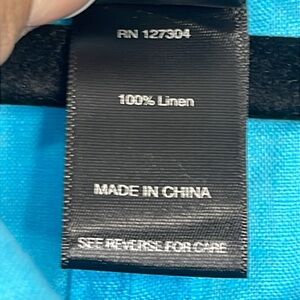 RN 127304
100% Linen
MADE IN CHINA
SEE REVERSE FOR CARE